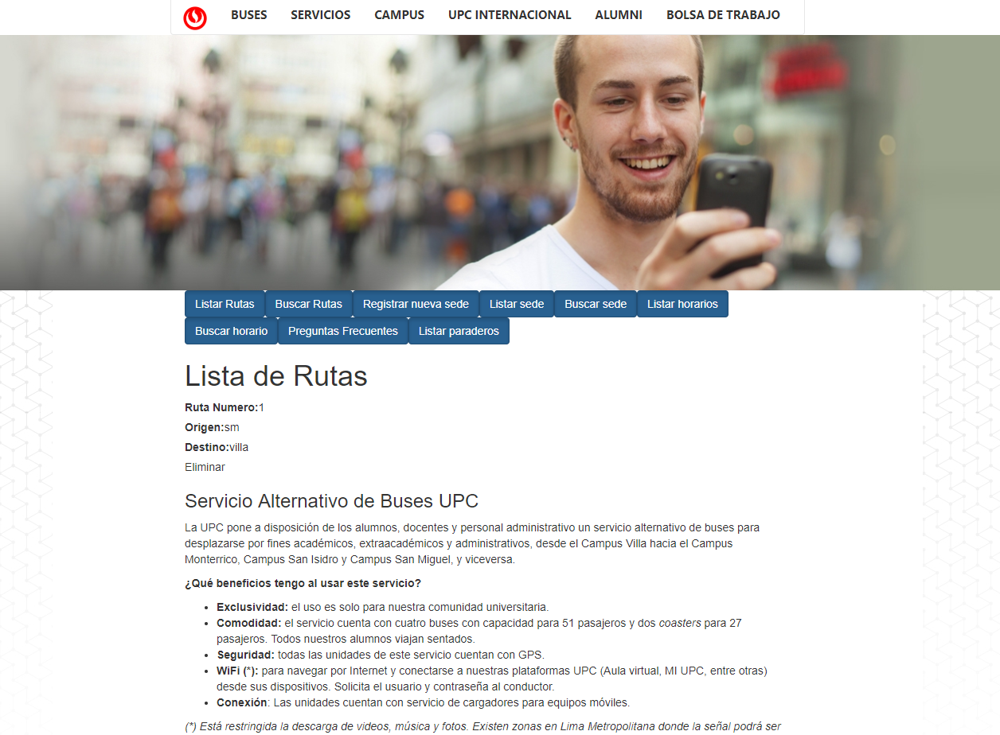 BUSES SERVICIOS CAMPUS UPC INTERNACIONAL ALUMNI BOLSA DE TRABAJO
Listar Rutas Buscar Rutas Registrar nueva sede Listar sede Buscar sede Listar horarios
Buscar horario Preguntas Frecuentes Listar paraderos
Lista de Rutas
Ruta Numero:1
Origen:sm
Destino:villa
Eliminar
Servicio Alternativo de Buses UPC
La UPC pone a disposición de los alumnos, docentes y personal administrativo un servicio alternativo de buses para
desplazarse por fines académicos, extraacadémicos y administrativos, desde el Campus Villa hacia el Campus
Monterrico, Campus San Isidro y Campus San Miguel, y viceversa.
¿Qué beneficios tengo al usar este servicio?
• Exclusividad: el uso es solo para nuestra comunidad universitaria.
• Comodidad: el servicio cuenta con cuatro buses con capacidad para 51 pasajeros y dos coasters para 27
pasajeros. Todos nuestros alumnos viajan sentados.
• Seguridad: todas las unidades de este servicio cuentan con GPS.
• WiFi (*): para navegar por Internet y conectarse a nuestras plataformas UPC (Aula virtual, MI UPC, entre otras)
desde sus dispositivos. Solicita el usuario y contraseña al conductor.
• Conexión: Las unidades cuentan con servicio de cargadores para equipos móviles.
(*) Está restringida la descarga de videos, música y fotos. Existen zonas en Lima Metropolitana donde la señal podrá ser